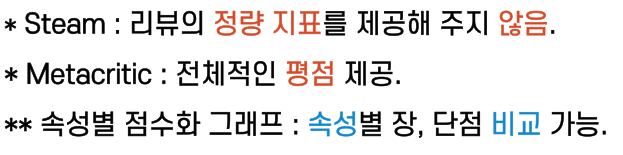 * Steam : 리뷰의 정량 지표를 제공해 주지 않음.
* Metacritic : 전체적인 평점 제공.
** 속성별 점수화 그래프 : 속성별 장, 단점 비교 가능.